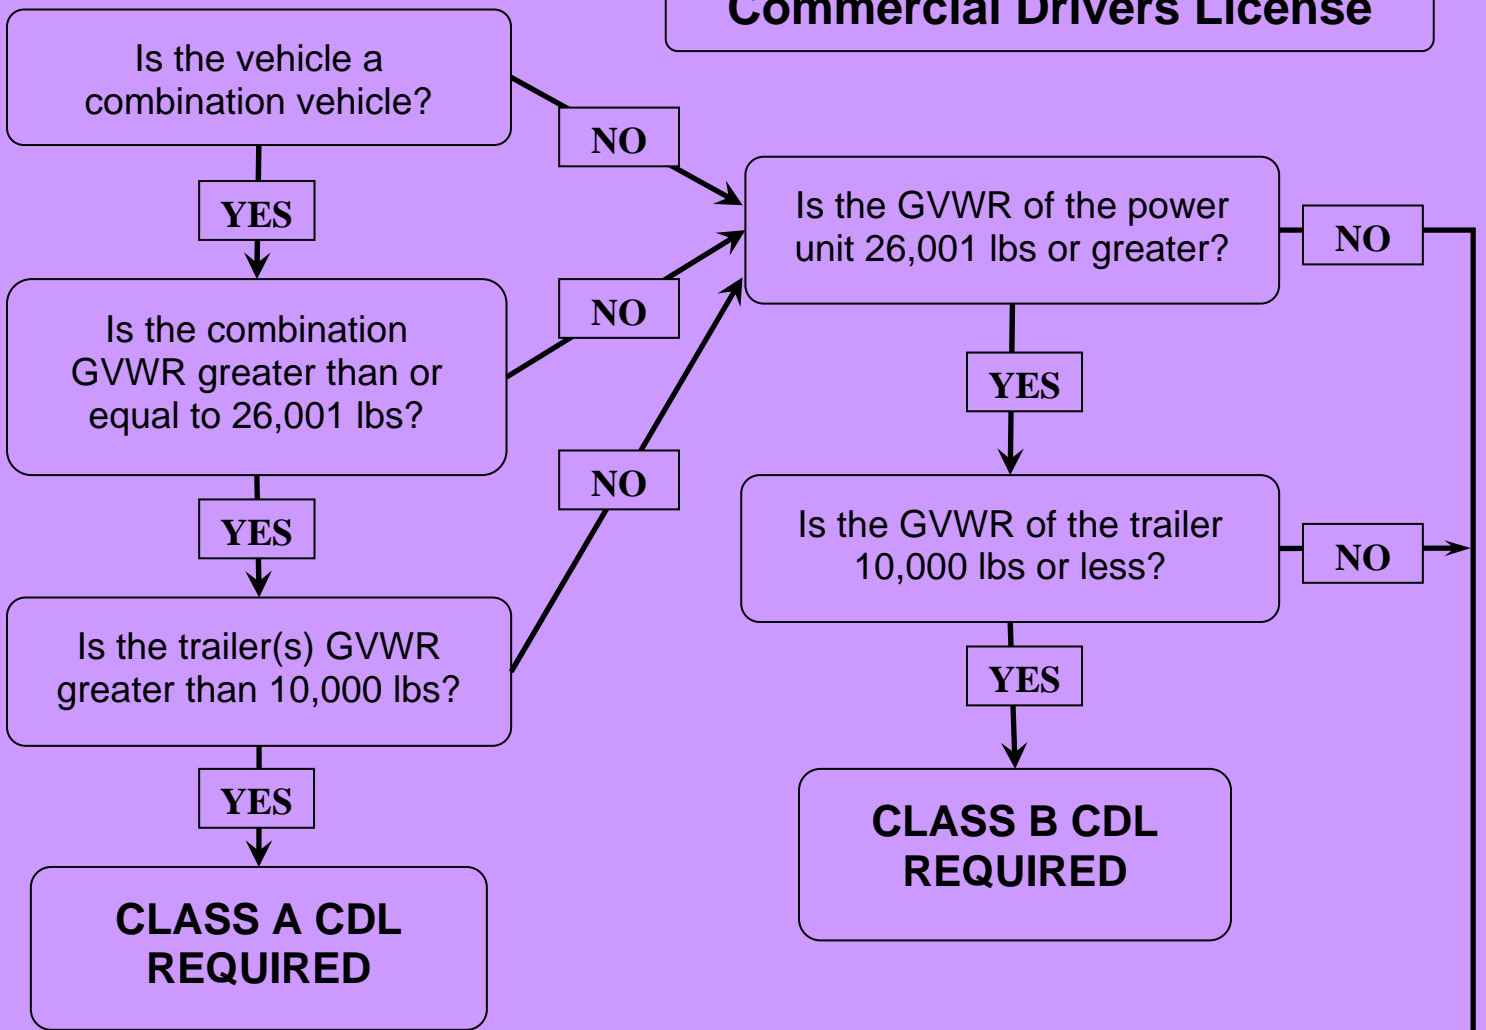 Commercial Drivers License
Is the vehicle a
combination vehicle?
NO
YES
Is the GVWR of the power
unit 26,001 lbs or greater?
NO
Is the combination
GVWR greater than or
equal to 26,001 lbs?
NO
YES
YES
NO
Is the GVWR of the trailer
10,000 lbs or less?
NO
Is the trailer(s) GVWR
greater than 10,000 lbs?
YES
YES
CLASS B CDL
REQUIRED
CLASS A CDL
REQUIRED